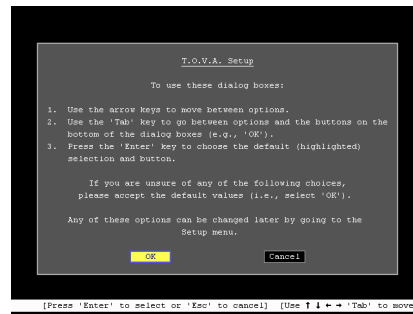 T.O.V.A. Setup
To use these dialog boxes:
1. Use the arrow keys to move between options.
2. Use the 'Tab' key to go between options and the buttons on the
bottom of the dialog boxes (e.g., 'OK').
3. Press the 'Enter' key to choose the default (highlighted)
selection and button.
If you are unsure of any of the following choices,
please accept the default values (i.e., select 'OK').
Any of these options can be changed later by going to the
Setup menu.
OK Cancel
[Press 'Enter' to select or 'Esc' to cancel] [Use ↑ ↓ ← → 'Tab' to move